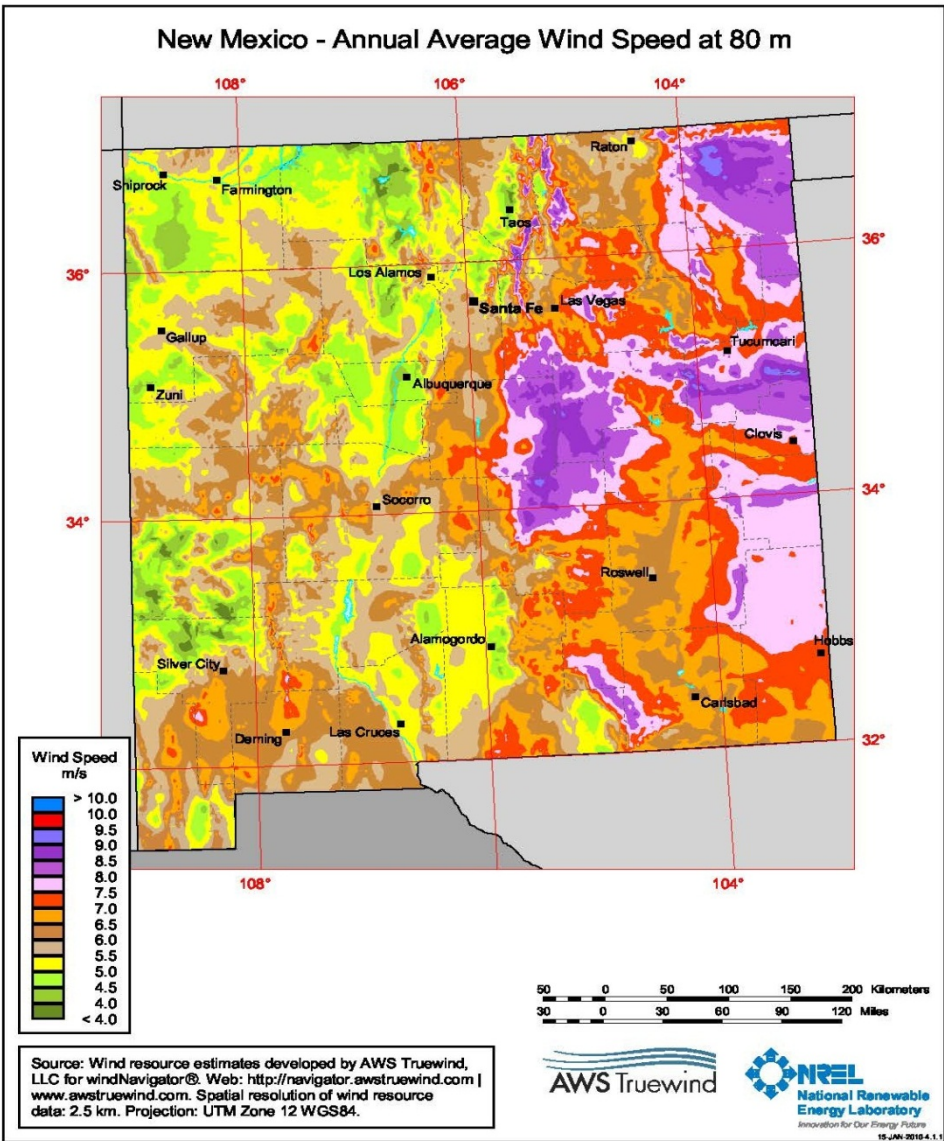 New Mexico - Annual Average Wind Speed at 80 m
108° 106° 104°
Raton
Shiprock
Farmington
Taos
36° 36°
Los Alamos
Santa Fe
Las Vegas
Gallup
Tucumcari
Albuquerque
Zuni
Clovis
Socorro
34° 34°
Roswell
Alamogordo
Hobbs
Silver City
Carlsbad
Deming
Las Cruces
32°
Wind Speed
m/s
> 10.0
10.0
9.5
9.0
8.5
8.0
7.5
7.0
6.5
6.0
5.5
5.0
4.5
4.0
< 4.0
108° 104°
50 0 50 100 150 200 Kilometers
30 0 30 60 90 120 Miles
Source: Wind resource estimates developed by AWS Truewind,
LLC for windNavigator®. Web: http://navigator.awstruewind.com |
www.awstruewind.com. Spatial resolution of wind resource
data: 2.5 km. Projection: UTM Zone 12 WGS84.
AWS Truewind
NREL
National Renewable
Energy Laboratory
Innovation for Our Energy Future